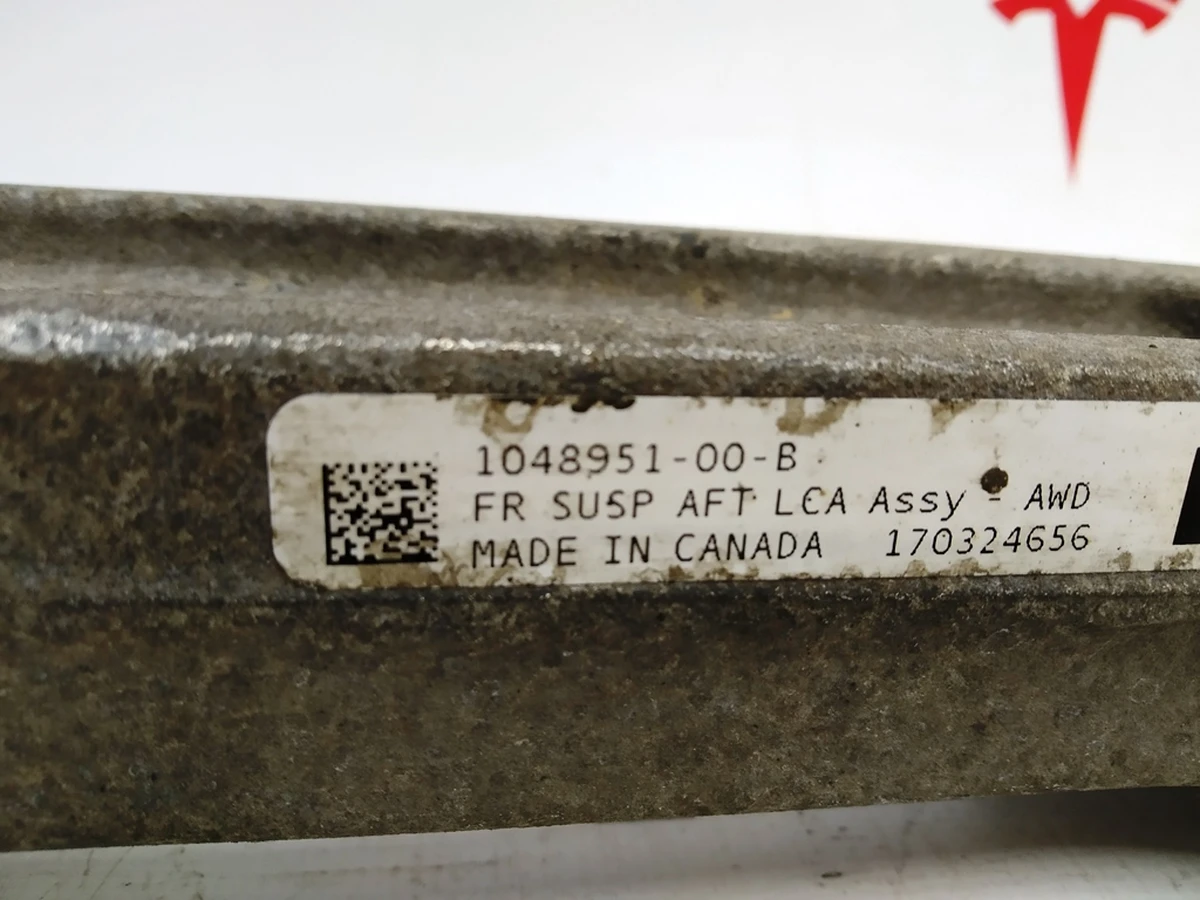 1048951-00-B
FR SUSP AFT LCA Assy - AWD
MADE IN CANADA 170324656